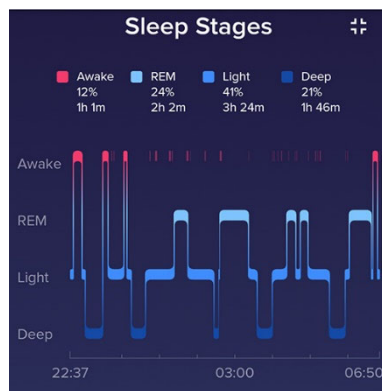 Sleep Stages
Awake REM Light Deep
12% 24% 41% 21%
1h 1m 2h 2m 3h 24m 1h 46m
Awake
REM
Light
Deep
22:37 03:00 06:50